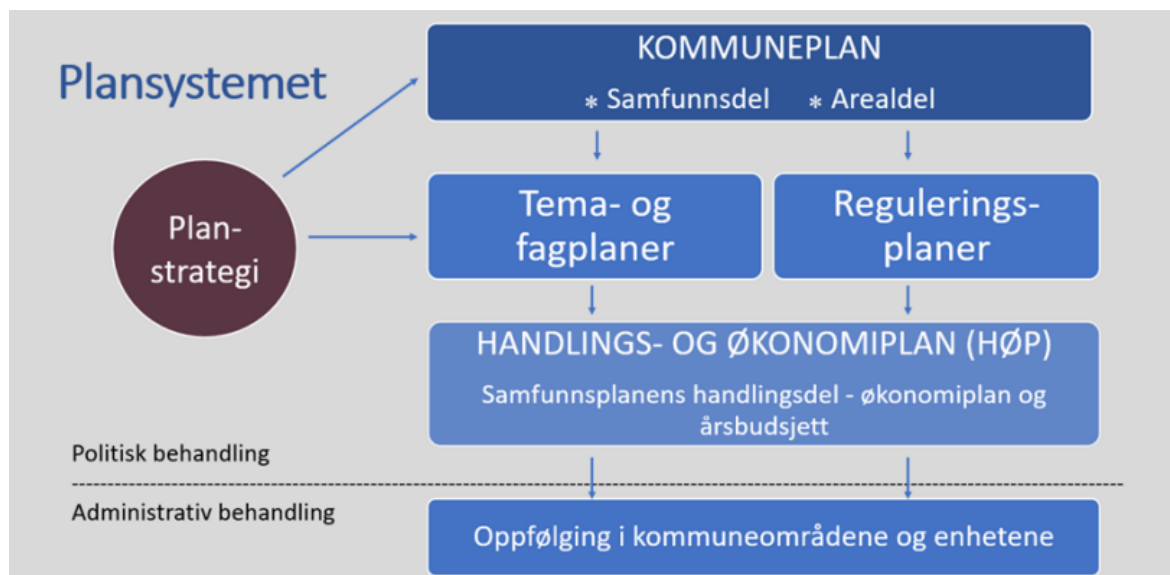 Plansystemet
KOMMUNEPLAN
* Samfunnsdel * Arealdel
Plan-
strategi
Tema- og
fagplaner
Regulerings-
planer
HANDLINGS- OG ØKONOMIPLAN (HØP)
Samfunnsplanens handlingsdel - økonomiplan og
årsbudsjett
Politisk behandling
Administrativ behandling
Oppfølging i kommuneområdene og enhetene